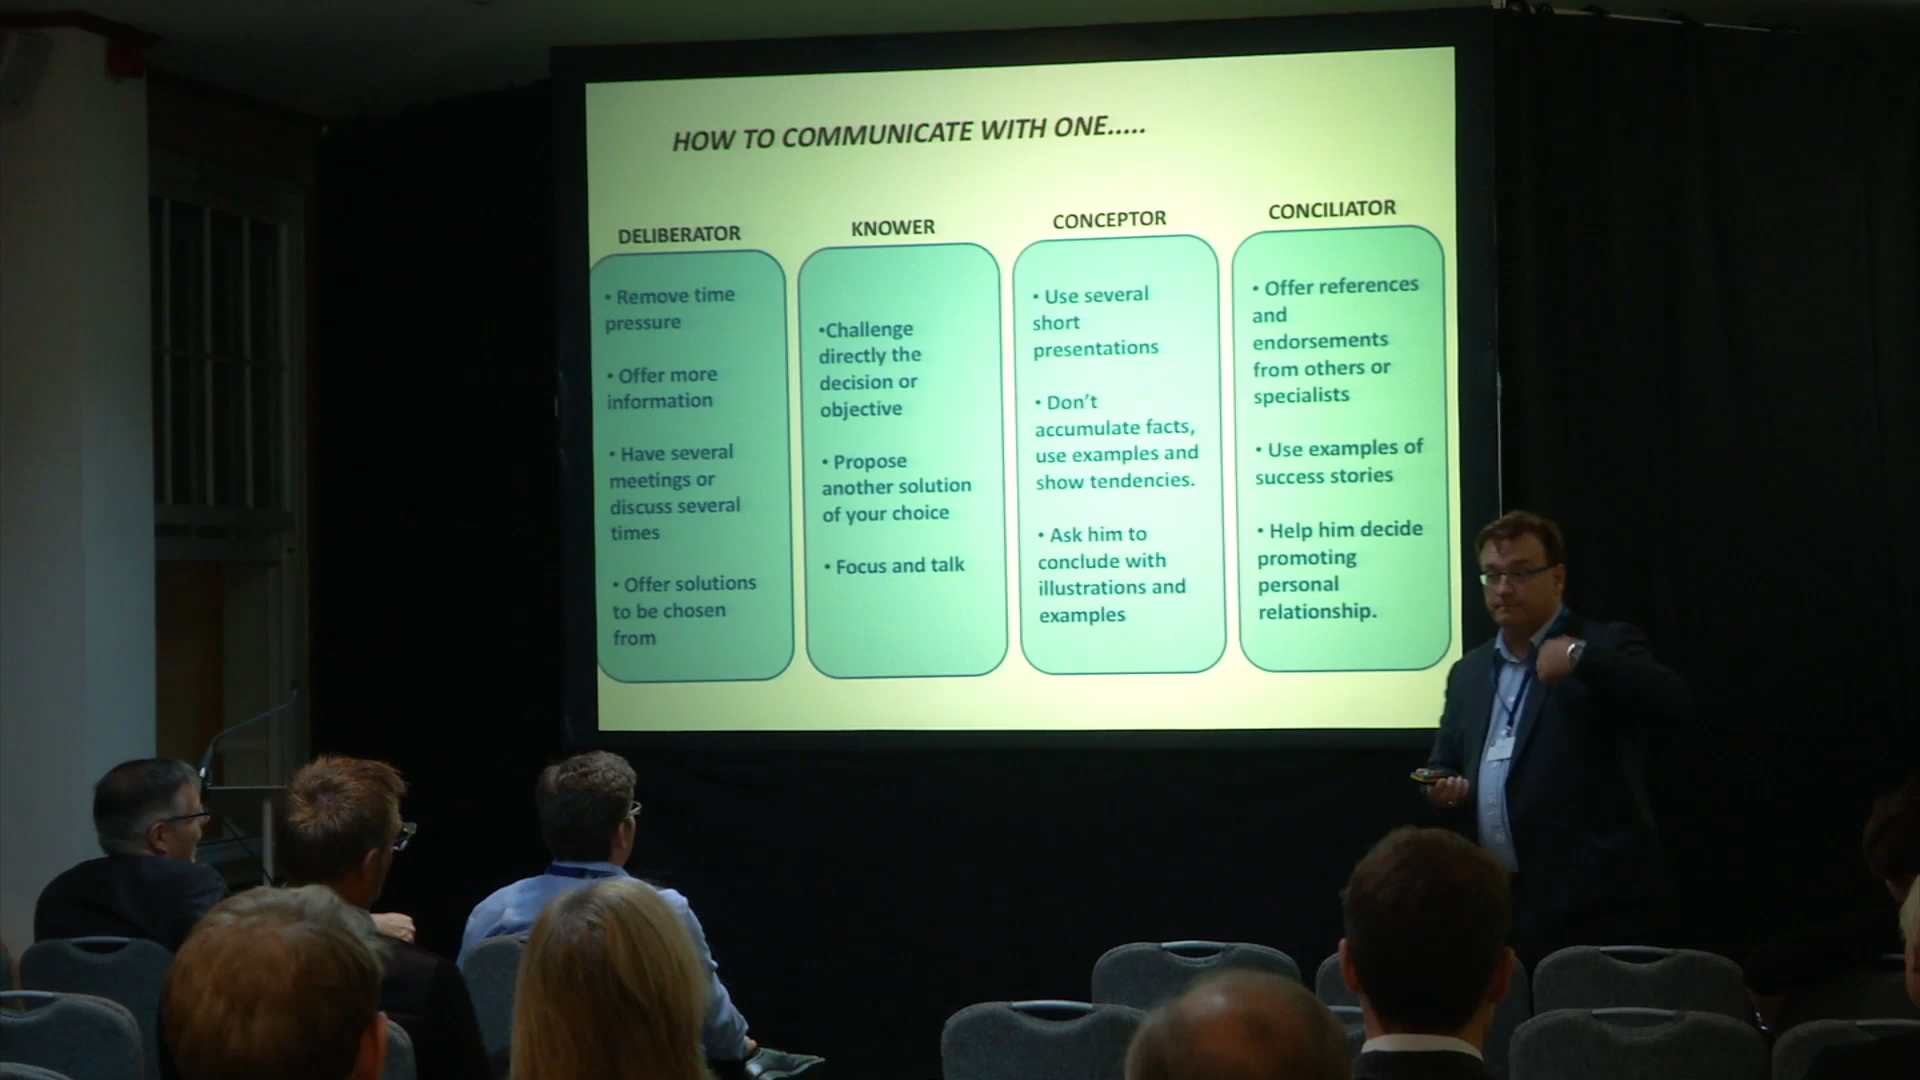 HOW TO COMMUNICATE WITH ONE.....
DELIBERATOR
• Remove time
pressure
• Offer more
information
• Have several
meetings or
discuss several
times
• Offer solutions
to be chosen
from
KNOWER
•Challenge
directly the
decision or
objective
• Propose
another solution
of your choice
• Focus and talk
CONCEPTOR
• Use several
short
presentations
• Don’t
accumulate facts,
use examples and
show tendencies.
• Ask him to
conclude with
illustrations and
examples
CONCILIATOR
• Offer references
and
endorsements
from others or
specialists
• Use examples of
success stories
• Help him decide
promoting
personal
relationship.